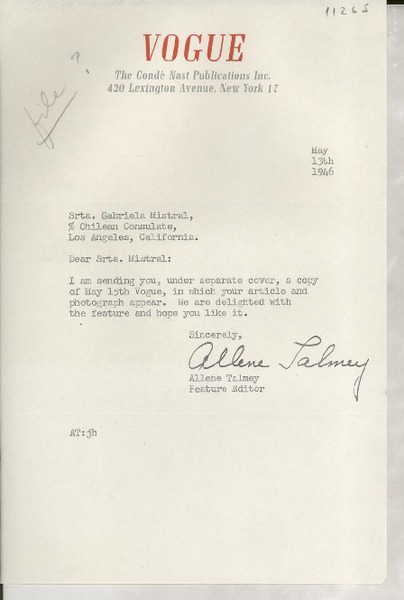 11265
file?
VOGUE
The Condé Nast Publications Inc.
420 Lexington Avenue, New York 17
May
13th
1946
Srta. Gabriela Mistral,
% Chilean Consulate,
Los Angeles, California.
Dear Srta. Mistral:
I am sending you, under separate cover, a copy
of May 15th Vogue, in which your article and
photograph appear. We are delighted with
the feature and hope you like it.
Sincerely,
Allene Talmey
Allene Talmey
Feature Editor
AT:jh